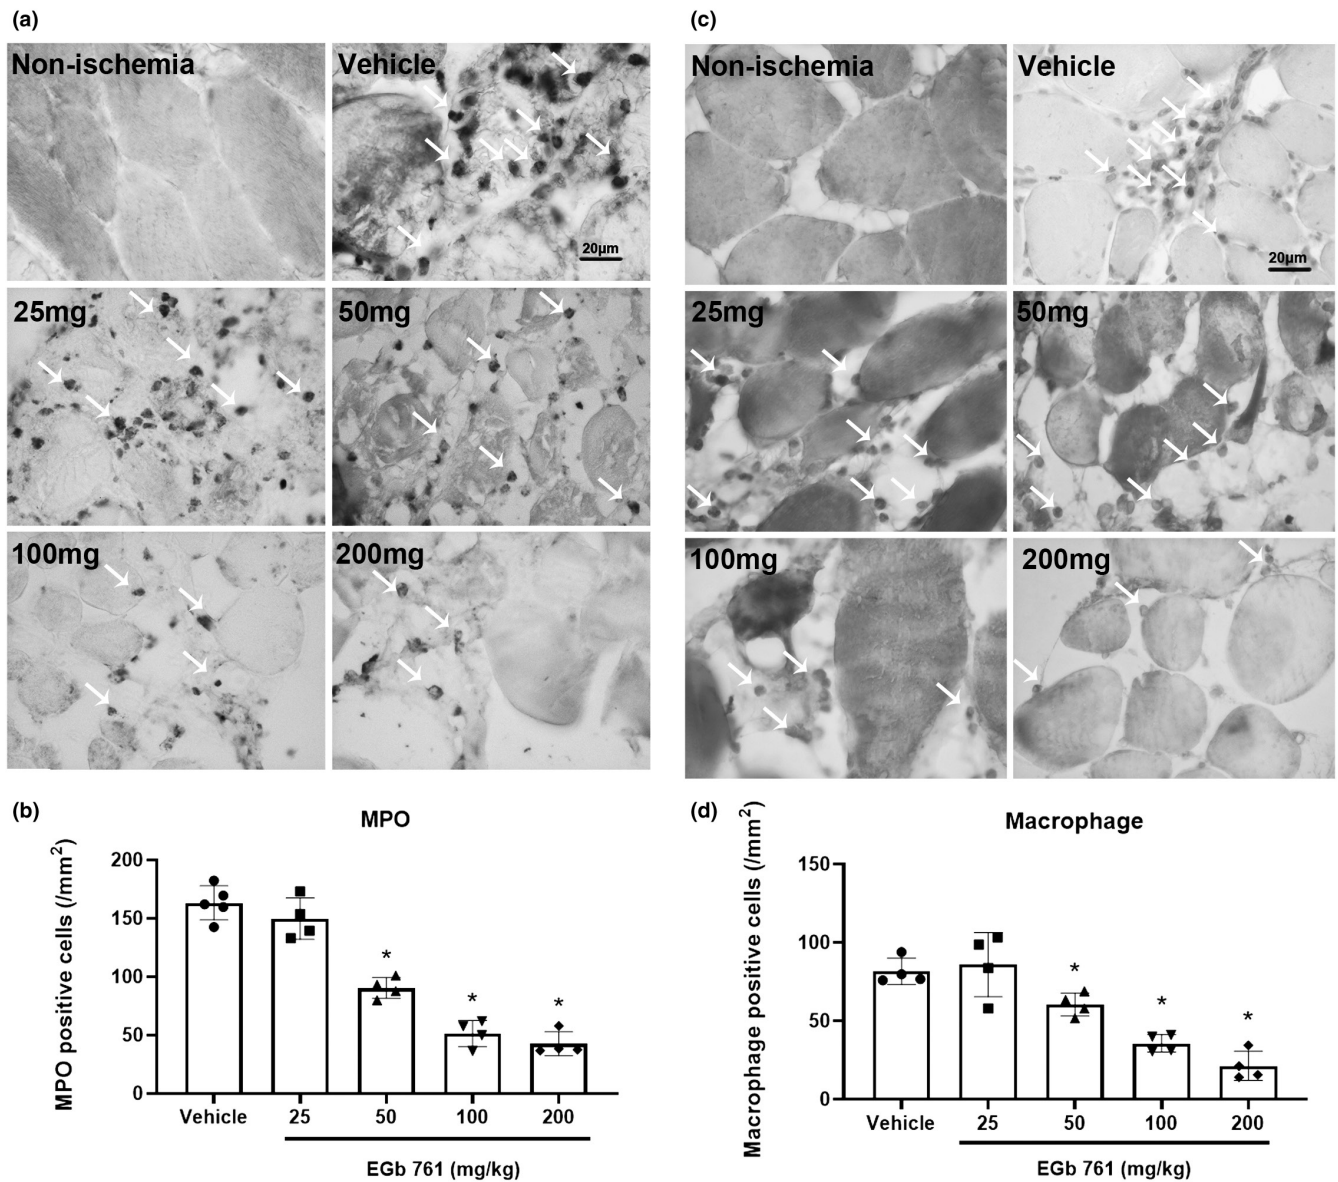 (a)
Non-ischemia
Vehicle
20µm
25mg
50mg
100mg
200mg
(c)
Non-ischemia
Vehicle
20µm
25mg
50mg
100mg
200mg
(b)
MPO
MPO positive cells (/mm²)
200
150
100
50
0
*
*
*
Vehicle
25
50
100
200
EGb 761 (mg/kg)
(d)
Macrophage
Macrophage positive cells (/mm²)
150
100
50
0
*
*
*
Vehicle
25
50
100
200
EGb 761 (mg/kg)